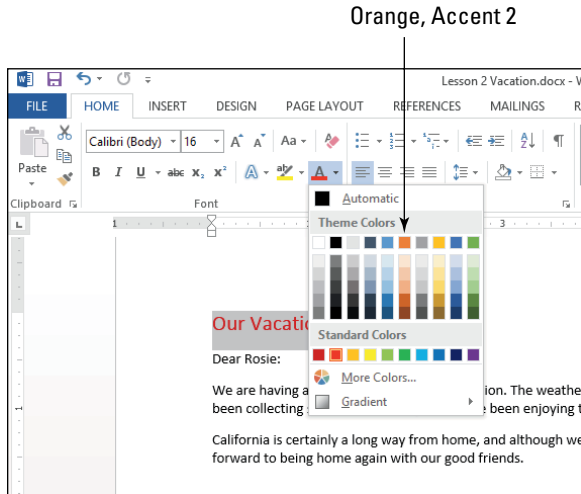 Orange, Accent 2
Lesson 2 Vacation.docx - W
FILE HOME INSERT DESIGN PAGE LAYOUT REFERENCES MAILINGS R
Calibri (Body) 16 A A Aa
Paste
B I U abc X₂ X² A aby A
Clipboard Font
Automatic
1 3
Theme Colors
Our Vacatio
Standard Colors
Dear Rosie:
More Colors...
We are having a ion. The weathe
Gradient
been collecting been enjoying t
California is certainly a long way from home, and although we
forward to being home again with our good friends.